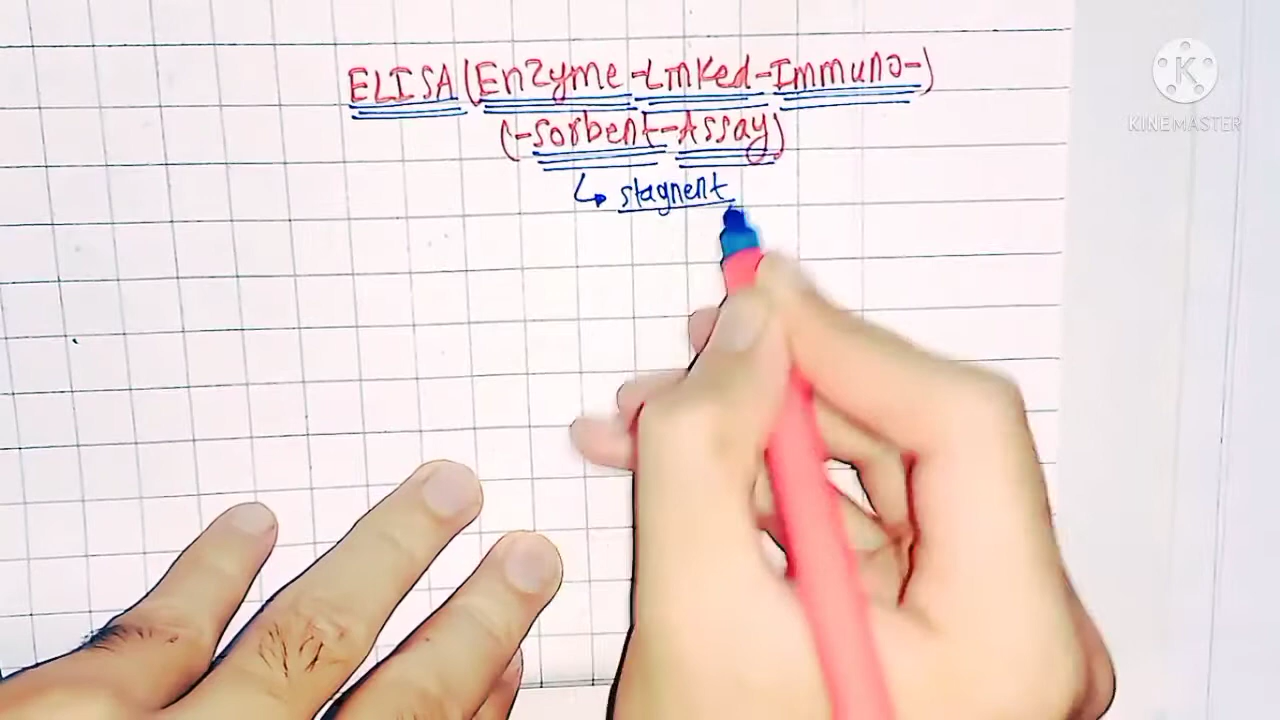 ELISA (Enzyme-Linked-Immuno-)
(-Sorbent-Assay)
stagnent
K
KINEMASTER